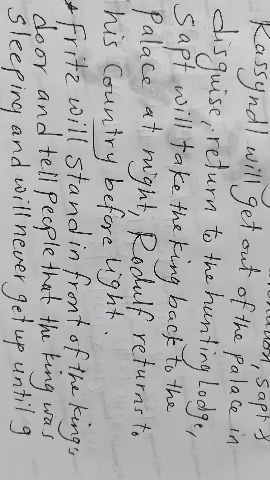 Sapt &
Rassyndl will get out of the palace in
disguise, return to the hunting Lodge,
Sapt will take the king back to the
palace at night, Rodulf returns to
his Country before light.
* fritz will stand in front of the king's
door and tell people that the king was
sleeping and will never get up until 9